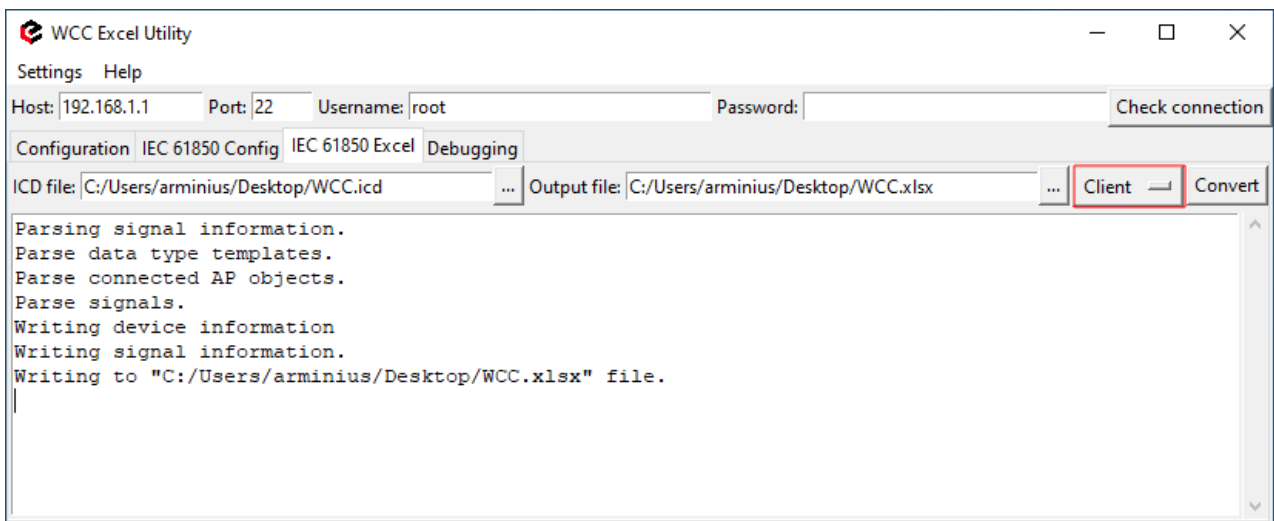 WCC Excel Utility
Settings Help
Host: 192.168.1.1 Port: 22 Username: root Password: Check connection
Configuration IEC 61850 Config IEC 61850 Excel Debugging
ICD file: C:/Users/arminius/Desktop/WCC.icd ... Output file: C:/Users/arminius/Desktop/WCC.xlsx ... Client Convert
Parsing signal information.
Parse data type templates.
Parse connected AP objects.
Parse signals.
Writing device information
Writing signal information.
Writing to "C:/Users/arminius/Desktop/WCC.xlsx" file.